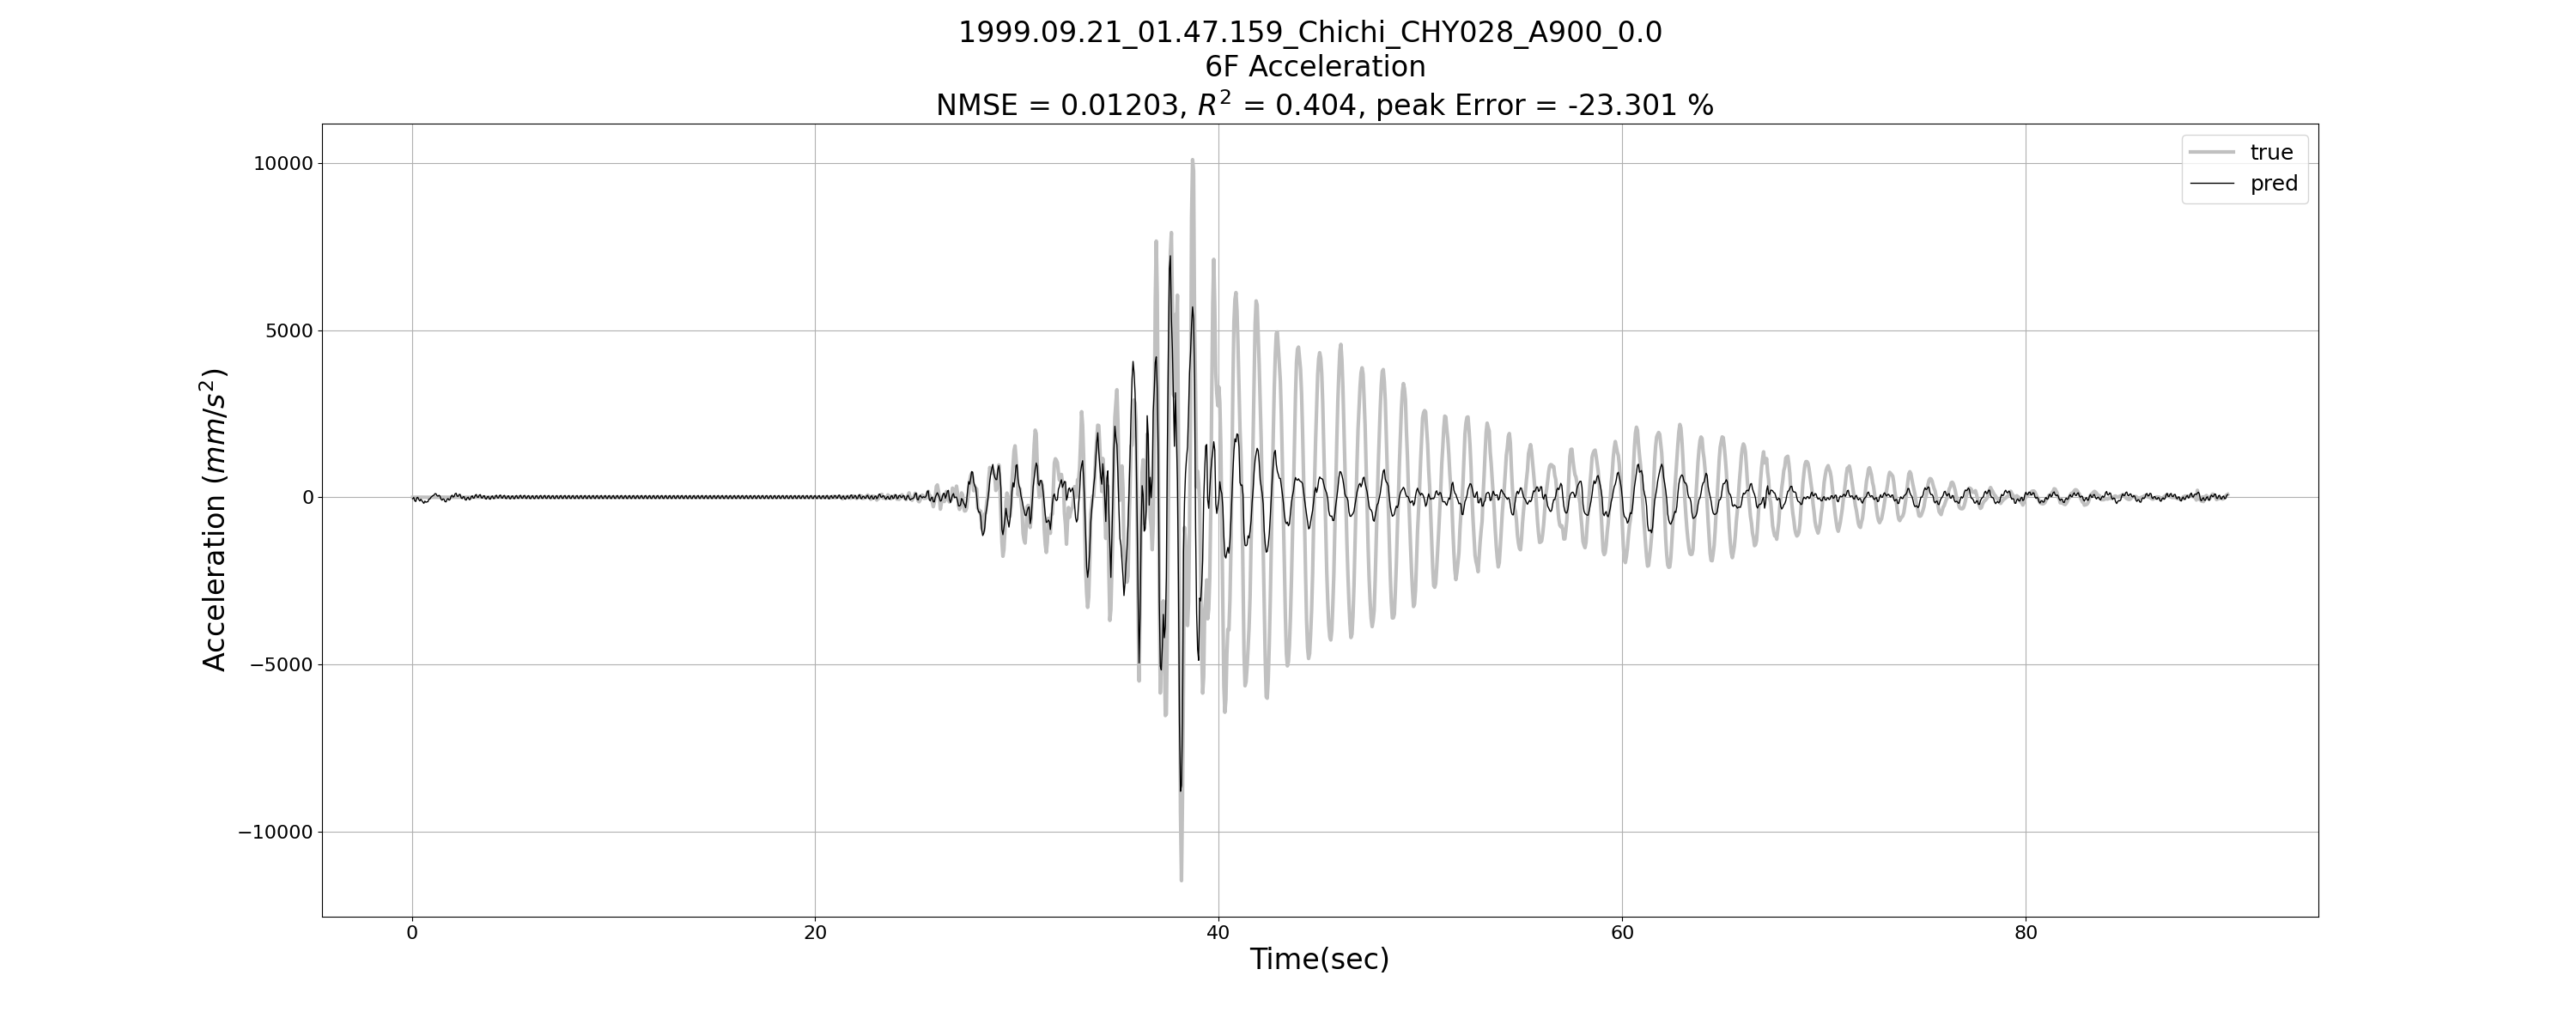 1999.09.21_01.47.159_Chichi_CHY028_A900_0.0
6F Acceleration
NMSE = 0.01203, R² = 0.404, peak Error = -23.301 %
true
pred
10000
5000
0
−5000
−10000
Acceleration (mm/s²)
0 20 40 60 80
Time(sec)